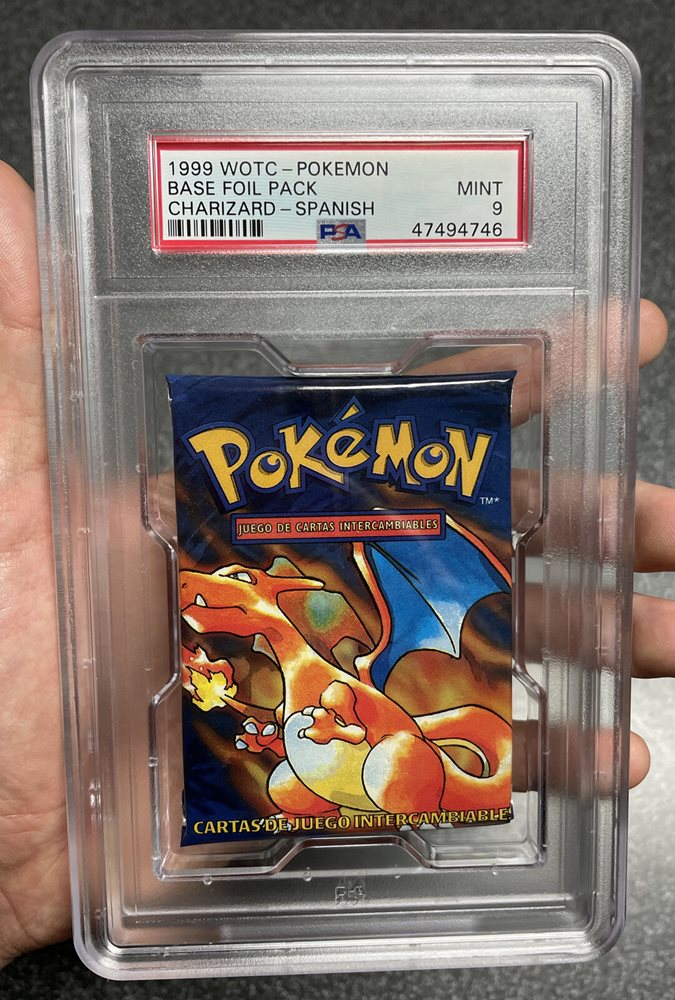 1999 WOTC – POKEMON
BASE FOIL PACK MINT
CHARIZARD – SPANISH 9
PSA 47494746
POKéMON
TM*
JUEGO DE CARTAS INTERCAMBIABLES
CARTAS DE JUEGO INTERCAMBIABLE
PSA